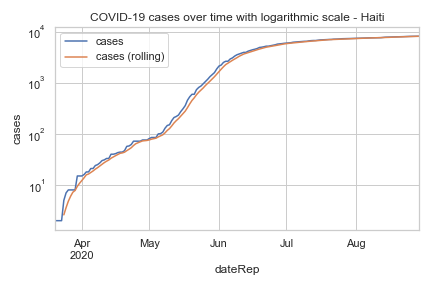 COVID-19 cases over time with logarithmic scale - Haiti
cases
cases (rolling)
10⁴
10³
10²
10¹
cases
Apr
2020
May
Jun
Jul
Aug
dateRep